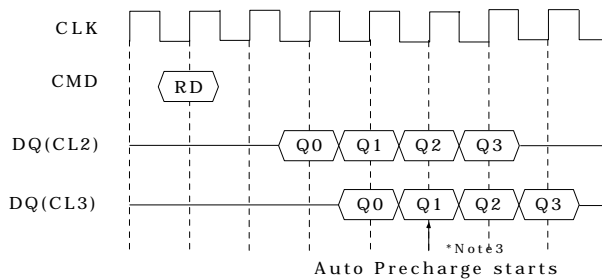 CLK
CMD RD
DQ(CL2) Q0 Q1 Q2 Q3
DQ(CL3) Q0 Q1 Q2 Q3
*Note3
Auto Precharge starts